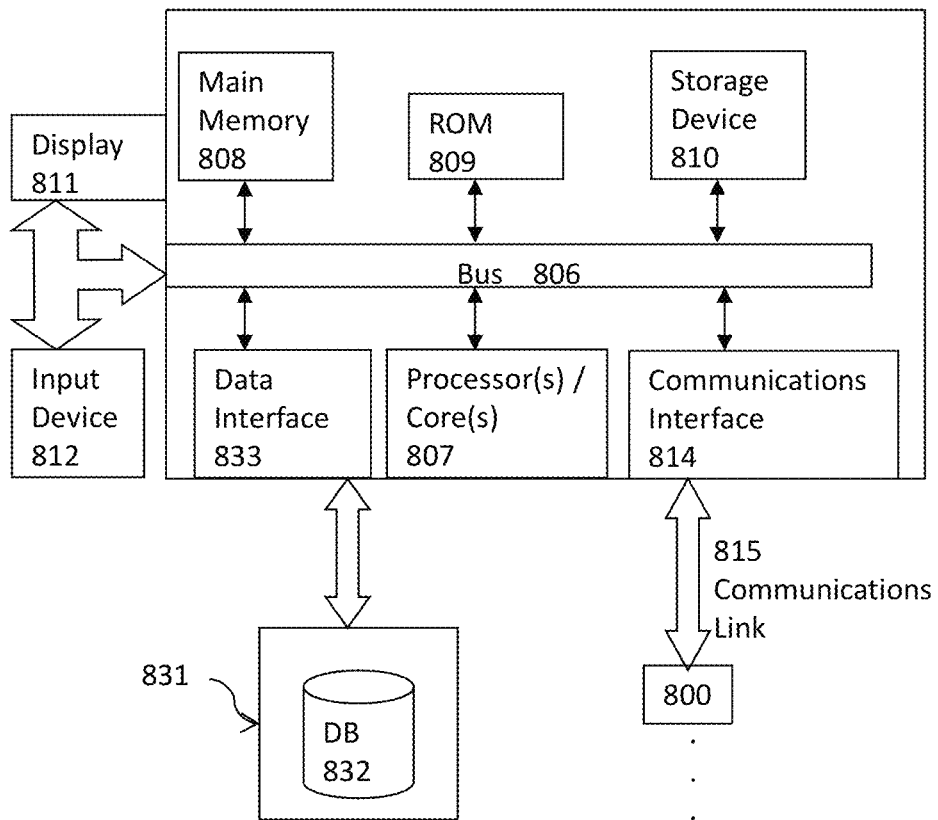 Main
Memory
808
ROM
809
Storage
Device
810
Display
811
Bus 806
Input
Device
812
Data
Interface
833
Processor(s) /
Core(s)
807
Communications
Interface
814
815
Communications
Link
831
DB
832
800